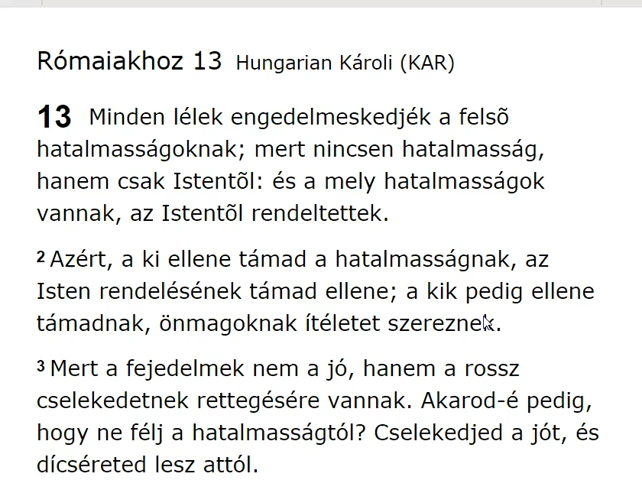 Rómaiakhoz 13 Hungarian Károli (KAR)
13 Minden lélek engedelmeskedjék a felsõ
hatalmasságoknak; mert nincsen hatalmasság,
hanem csak Istentõl: és a mely hatalmasságok
vannak, az Istentõl rendeltettek.
2 Azért, a ki ellene támad a hatalmasságnak, az
Isten rendelésének támad ellene; a kik pedig ellene
támadnak, önmagoknak ítéletet szereznek.
3 Mert a fejedelmek nem a jó, hanem a rossz
cselekedetnek rettegésére vannak. Akarod-é pedig,
hogy ne félj a hatalmasságtól? Cselekedjed a jót, és
dícséreted lesz attól.